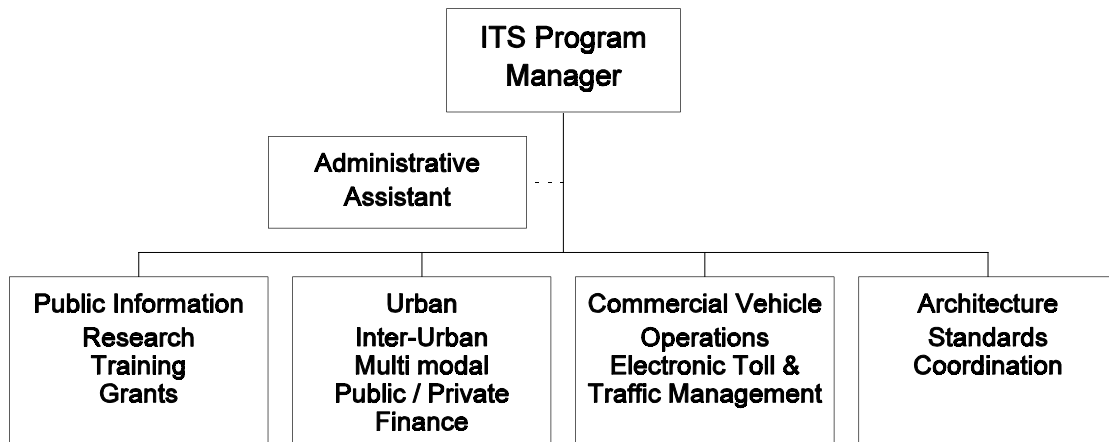 ITS Program
Manager
Administrative
Assistant
Public Information
Research
Training
Grants
Urban
Inter-Urban
Multi modal
Public / Private
Finance
Commercial Vehicle
Operations
Electronic Toll &
Traffic Management
Architecture
Standards
Coordination